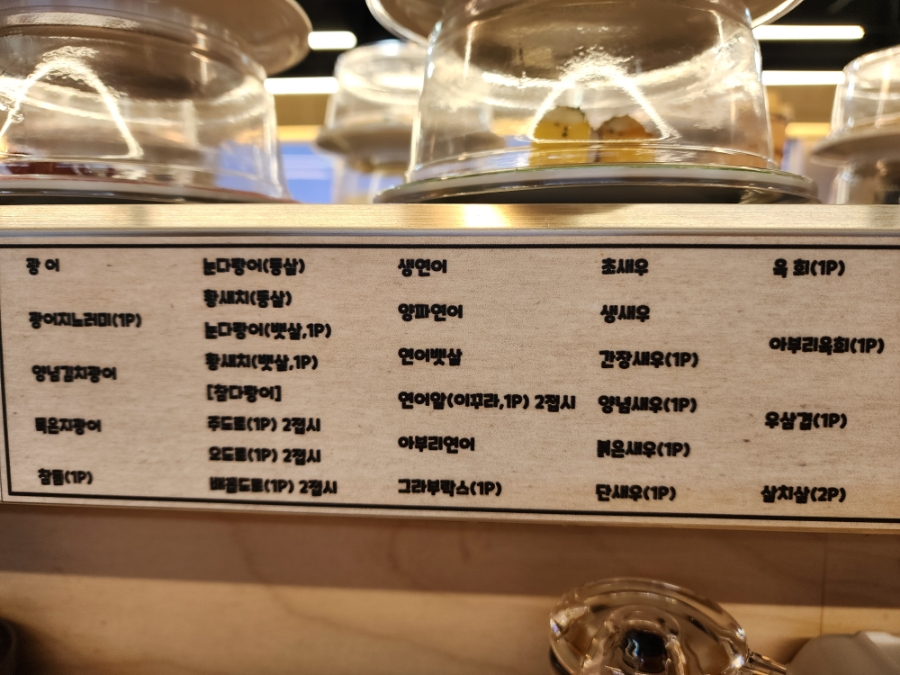 광 어
광어지느러미(1P)
양념김치광어
묵은지광어
참돔(1P)
눈다랑어(통살)
황새치(통살)
눈다랑어(뱃살,1P)
황새치(뱃살,1P)
[참다랑어]
주도로(1P) 2접시
오도로(1P) 2접시
배꼽도로(1P) 2접시
생연어
양파연어
연어뱃살
연어알(이꾸라,1P) 2접시
아부리연어
그라부락스(1P)
초새우
생새우
간장새우(1P)
양념새우(1P)
붉은새우(1P)
단새우(1P)
육 회(1P)
아부리육회(1P)
우삼겹(1P)
살치살(2P)